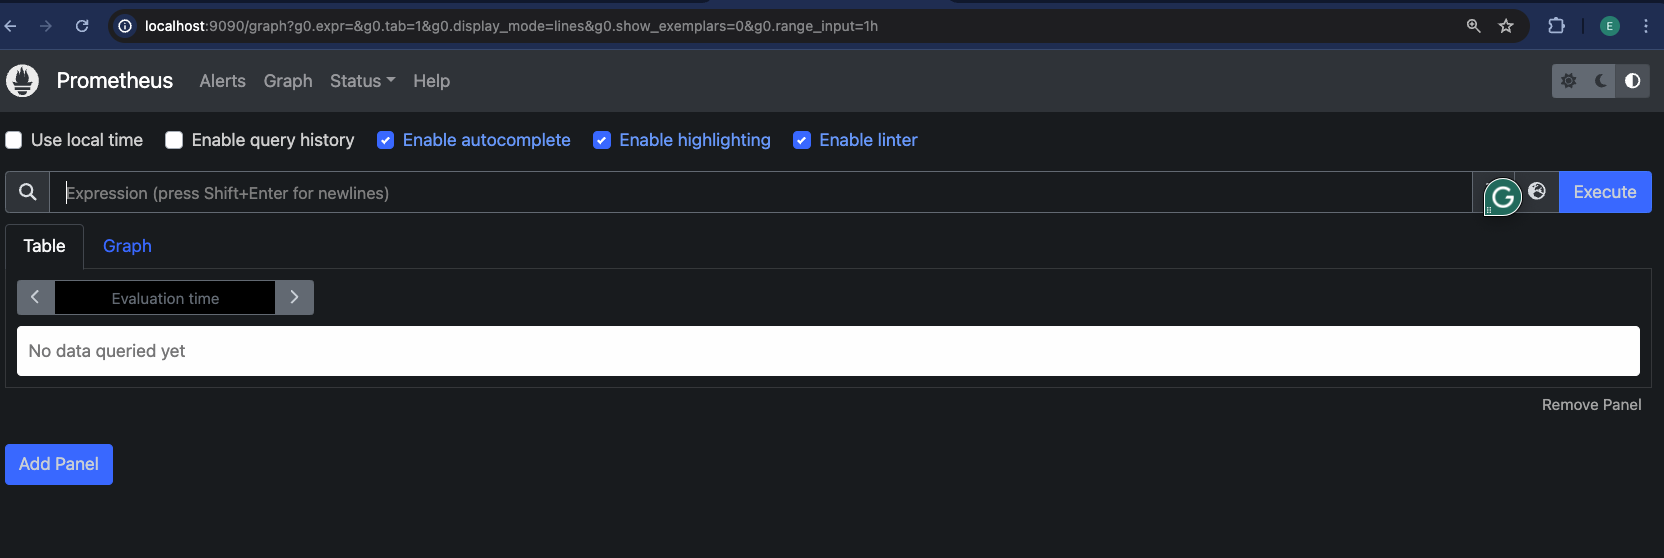 localhost:9090/graph?g0.expr=&g0.tab=1&g0.display_mode=lines&g0.show_exemplars=0&g0.range_input=1h
E
Prometheus Alerts Graph Status Help
Use local time Enable query history Enable autocomplete Enable highlighting Enable linter
Expression (press Shift+Enter for newlines) G Execute
Table Graph
Evaluation time
No data queried yet
Remove Panel
Add Panel